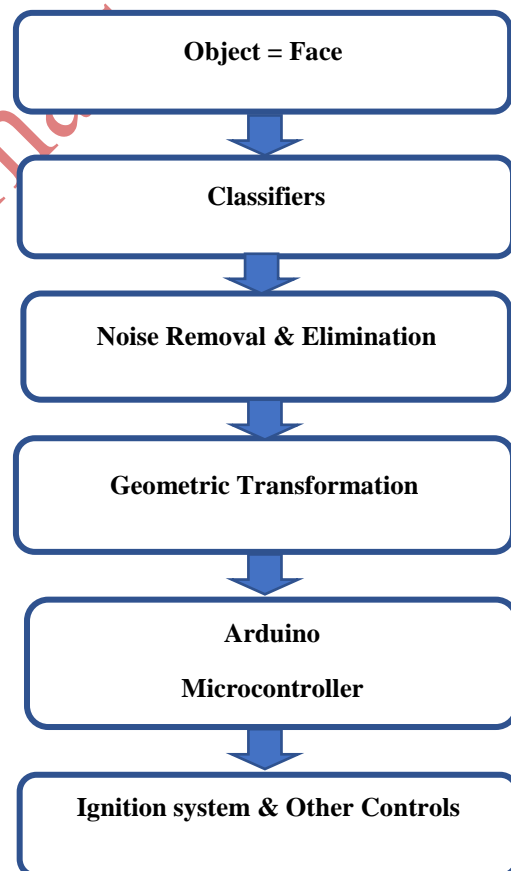 Object = Face
Classifiers
Noise Removal & Elimination
Geometric Transformation
Arduino
Microcontroller
Ignition system & Other Controls